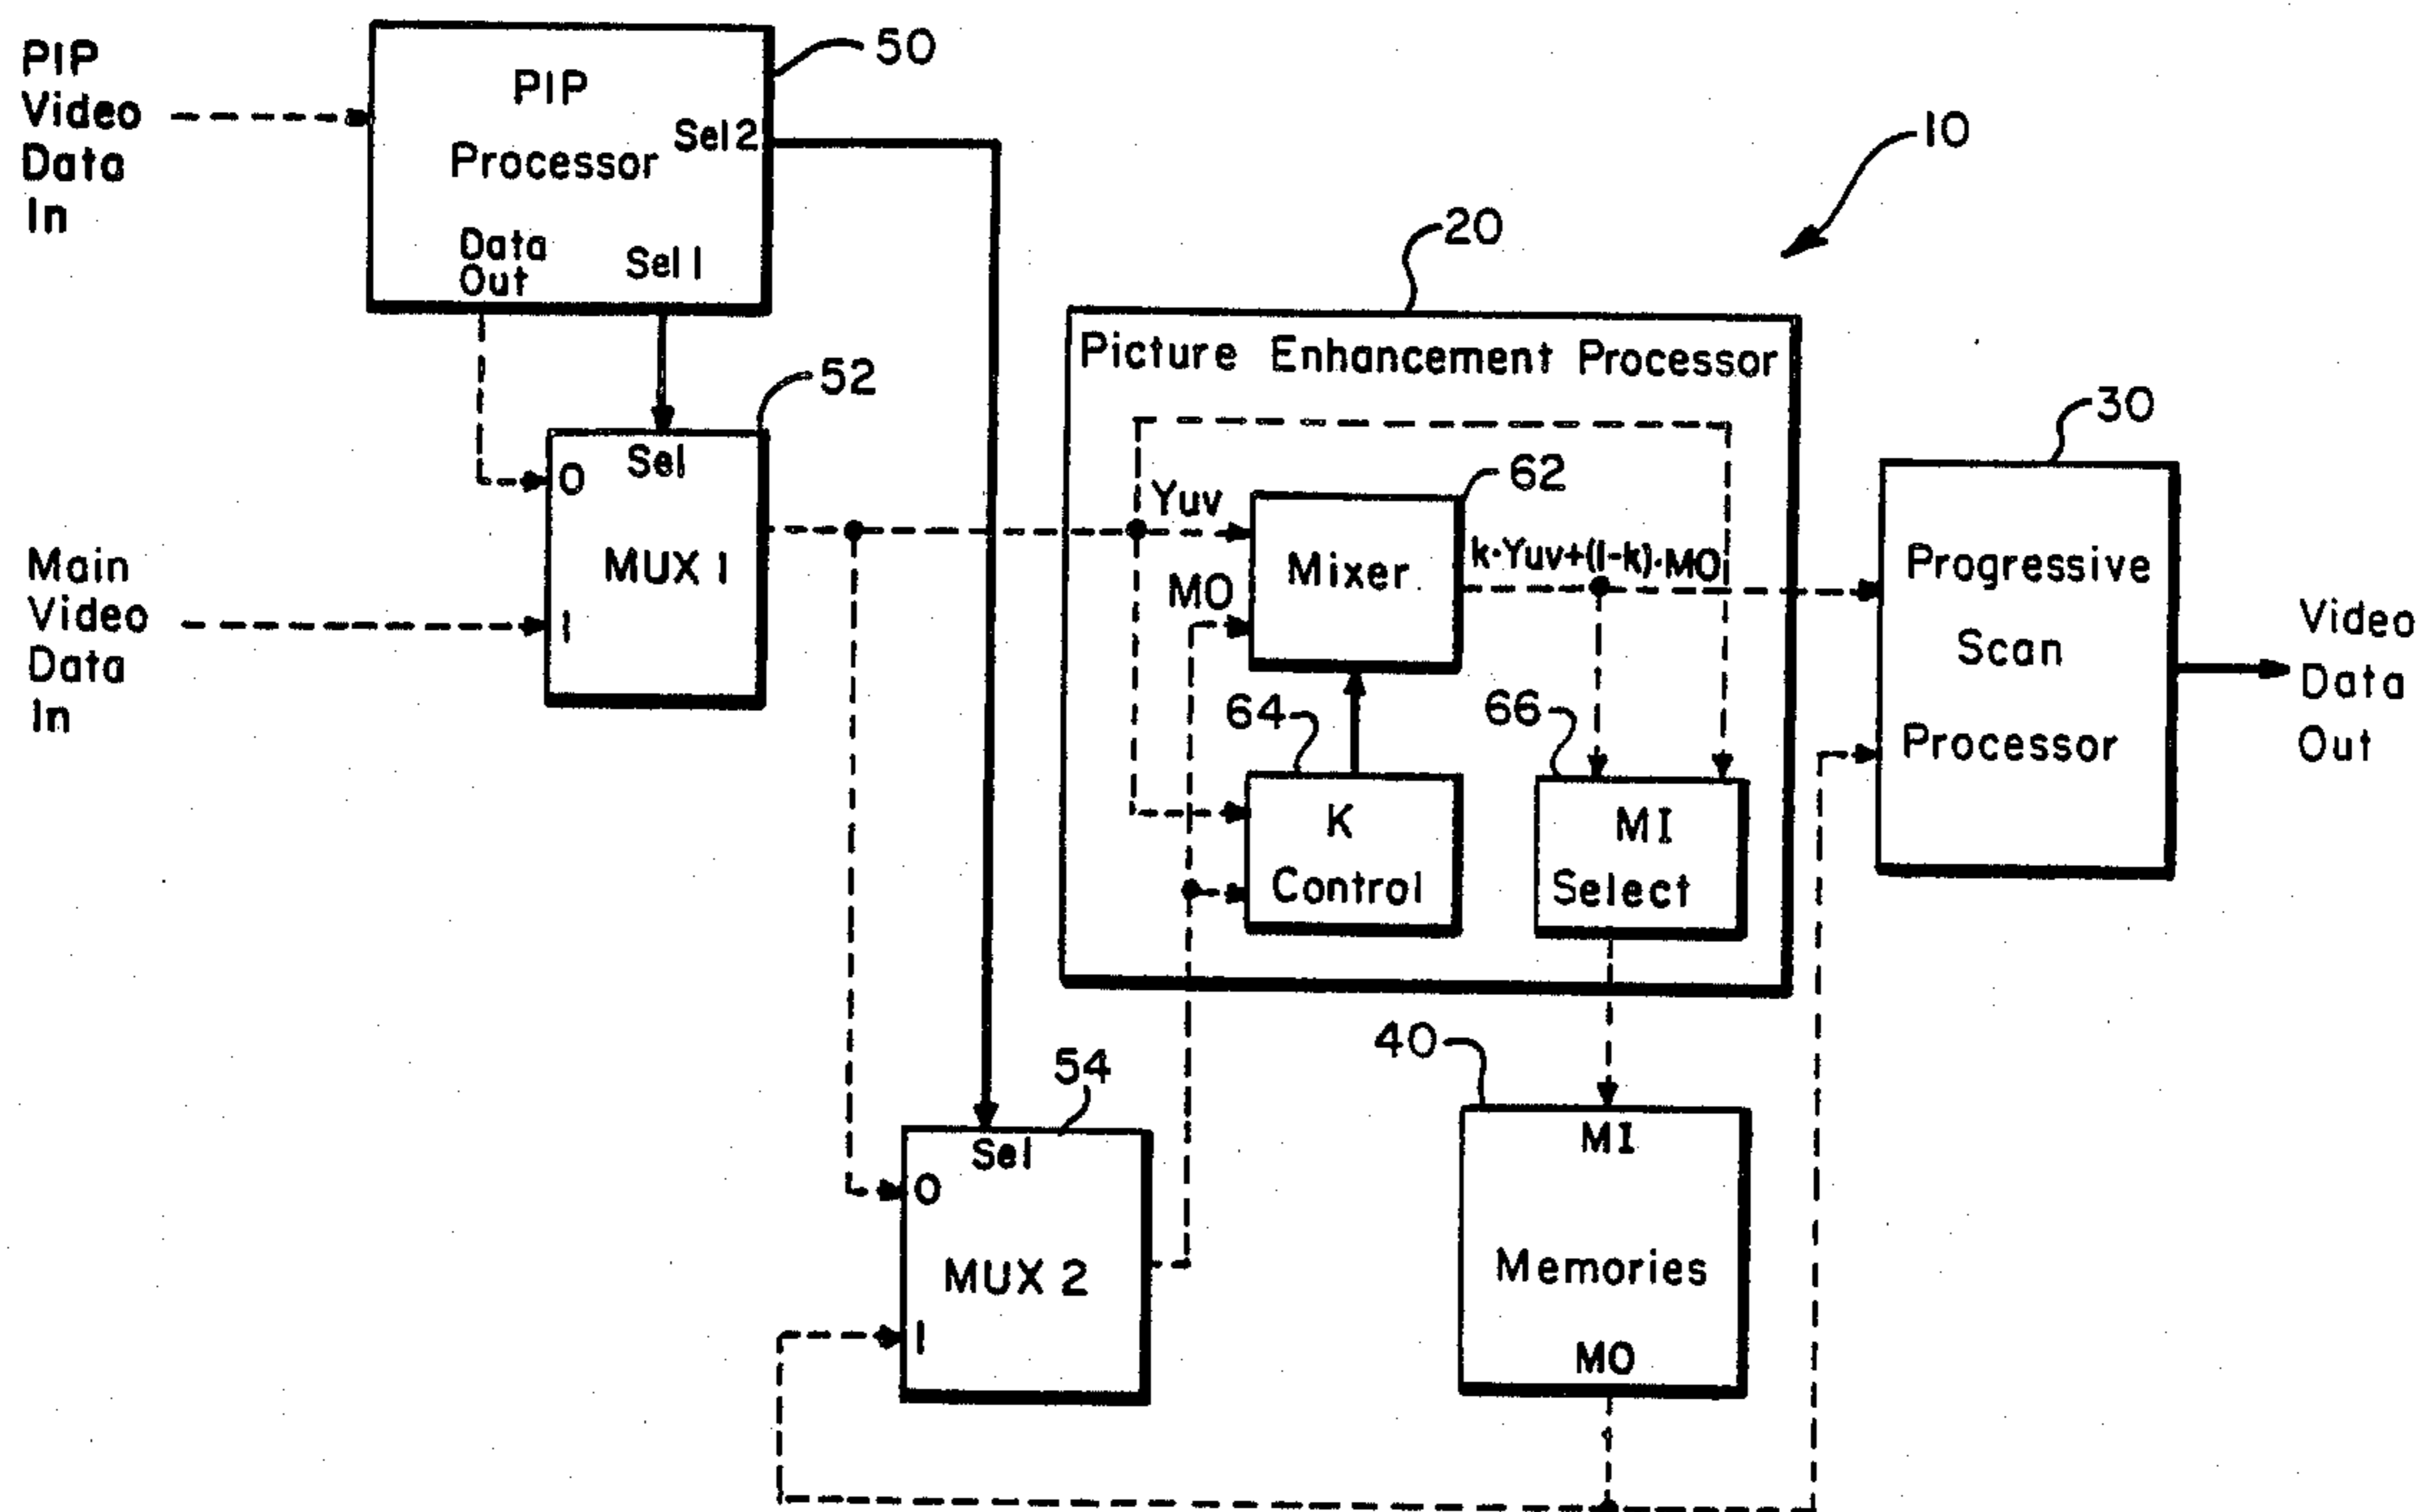 PIP
Video
Data
In
PIP
Processor
Sel2
Data
Out
Sel1
50
10
20
Picture Enhancement Processor
52
Sel
0
MUX 1
1
Main
Video
Data
In
Yuv
MO
62
Mixer
k·Yuv+(1-k)·MO
30
Progressive
Scan
Processor
Video
Data
Out
64
K
Control
66
MI
Select
54
Sel
0
MUX 2
1
40
MI
Memories
MO